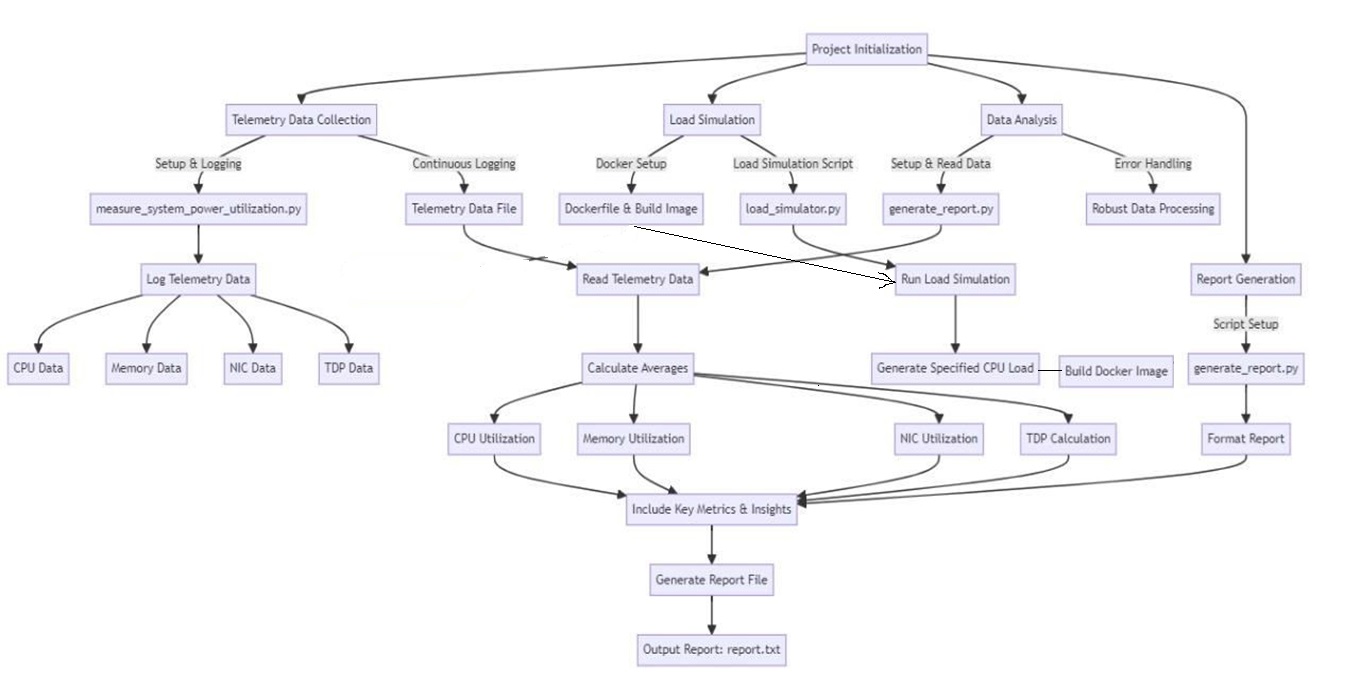 Project Initialization
Telemetry Data Collection
Load Simulation
Data Analysis
Setup & Logging
Continuous Logging
Docker Setup
Load Simulation Script
Setup & Read Data
Error Handling
measure_system_power_utilization.py
Telemetry Data File
Dockerfile & Build Image
load_simulator.py
generate_report.py
Robust Data Processing
Log Telemetry Data
Read Telemetry Data
Run Load Simulation
Report Generation
Script Setup
CPU Data
Memory Data
NIC Data
TDP Data
Calculate Averages
Generate Specified CPU Load
Build Docker Image
generate_report.py
CPU Utilization
Memory Utilization
NIC Utilization
TDP Calculation
Format Report
Include Key Metrics & Insights
Generate Report File
Output Report: report.txt